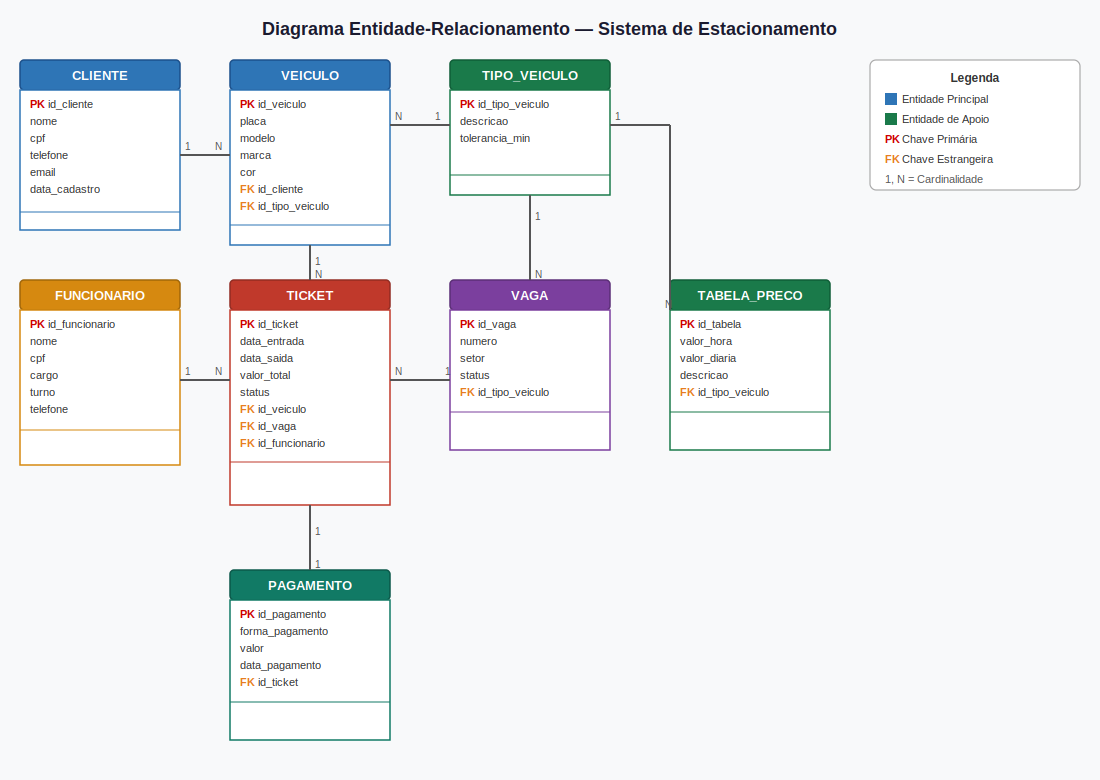 Diagrama Entidade-Relacionamento — Sistema de Estacionamento
CLIENTE
PK id_cliente
nome
cpf
telefone
email
data_cadastro
1
N
VEICULO
PK id_veiculo
placa
modelo
marca
cor
FK id_cliente
FK id_tipo_veiculo
N
1
TIPO_VEICULO
PK id_tipo_veiculo
descricao
tolerancia_min
1
Legenda
Entidade Principal
Entidade de Apoio
PK Chave Primária
FK Chave Estrangeira
1, N = Cardinalidade
1
N
1
N
N
FUNCIONARIO
PK id_funcionario
nome
cpf
cargo
turno
telefone
1
N
TICKET
PK id_ticket
data_entrada
data_saida
valor_total
status
FK id_veiculo
FK id_vaga
FK id_funcionario
N
1
VAGA
PK id_vaga
numero
setor
status
FK id_tipo_veiculo
TABELA_PRECO
PK id_tabela
valor_hora
valor_diaria
descricao
FK id_tipo_veiculo
1
1
PAGAMENTO
PK id_pagamento
forma_pagamento
valor
data_pagamento
FK id_ticket